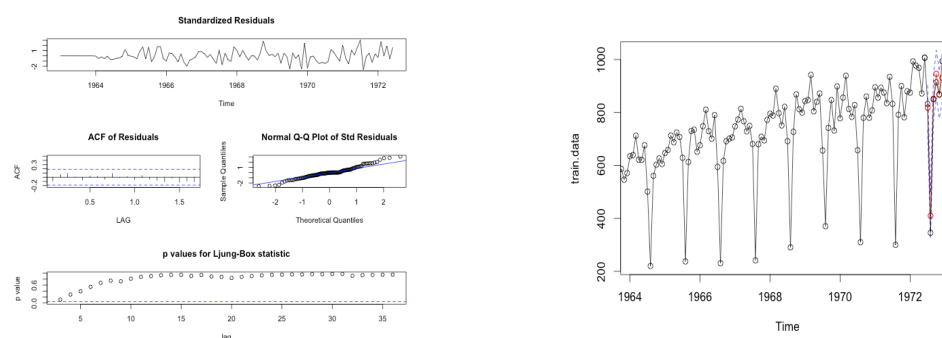 Standardized Residuals
-2 1
1964 1966 1968 1970 1972
Time
ACF of Residuals
ACF
-0.2 0.3
0.5 1.0 1.5
LAG
Normal Q-Q Plot of Std Residuals
Sample Quantiles
-2 1
-2 -1 0 1 2
Theoretical Quantiles
p values for Ljung-Box statistic
p value
0.0 0.6
5 10 15 20 25 30 35
lag
train.data
200 400 600 800 1000
1964 1966 1968 1970 1972
Time